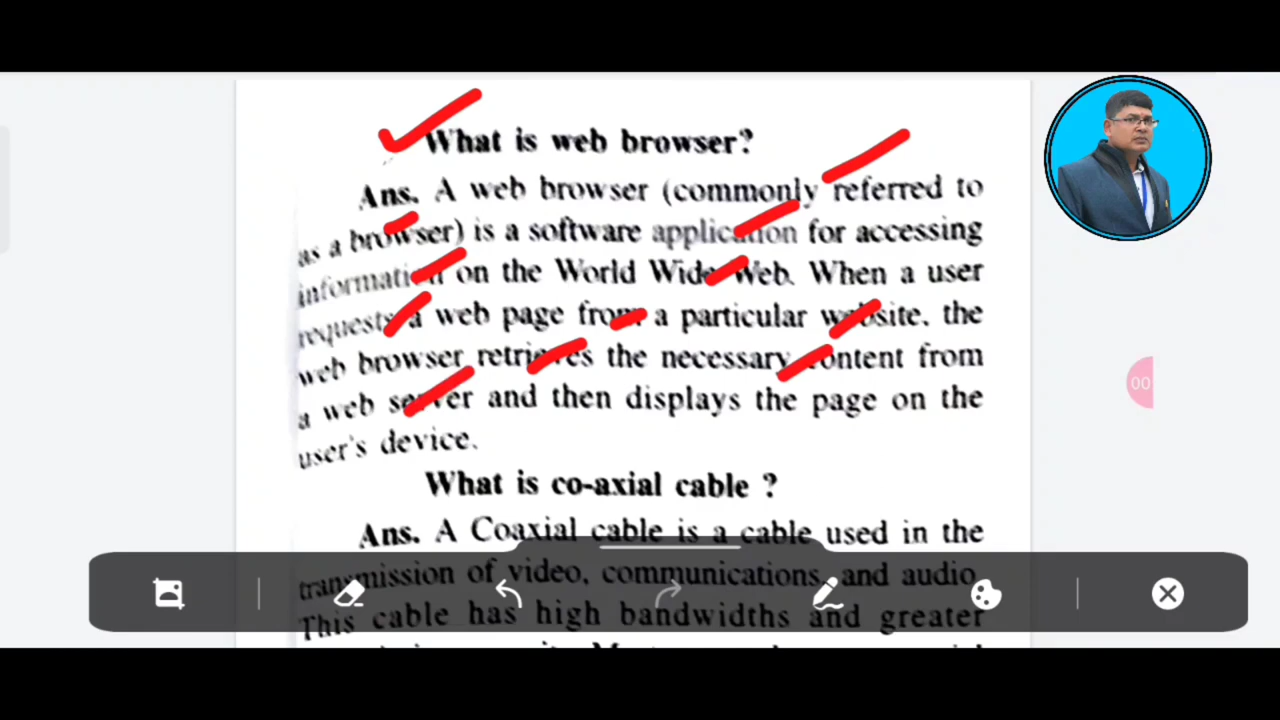 What is web browser?
Ans. A web browser (commonly referred to
as a browser) is a software application for accessing
information on the World Wide Web. When a user
requests a web page from a particular website, the
web browser retrieves the necessary content from
a web server and then displays the page on the
user's device.
What is co-axial cable ?
Ans. A Coaxial cable is a cable used in the
transmission of video, communications, and audio.
This cable has high bandwidths and greater
00